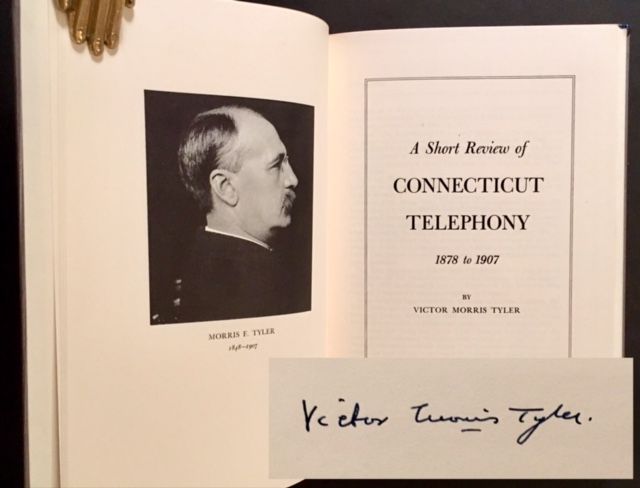 MORRIS F. TYLER
1848–1907
A Short Review of
CONNECTICUT
TELEPHONY
1878 to 1907
BY
VICTOR MORRIS TYLER
Victor Morris Tyler.